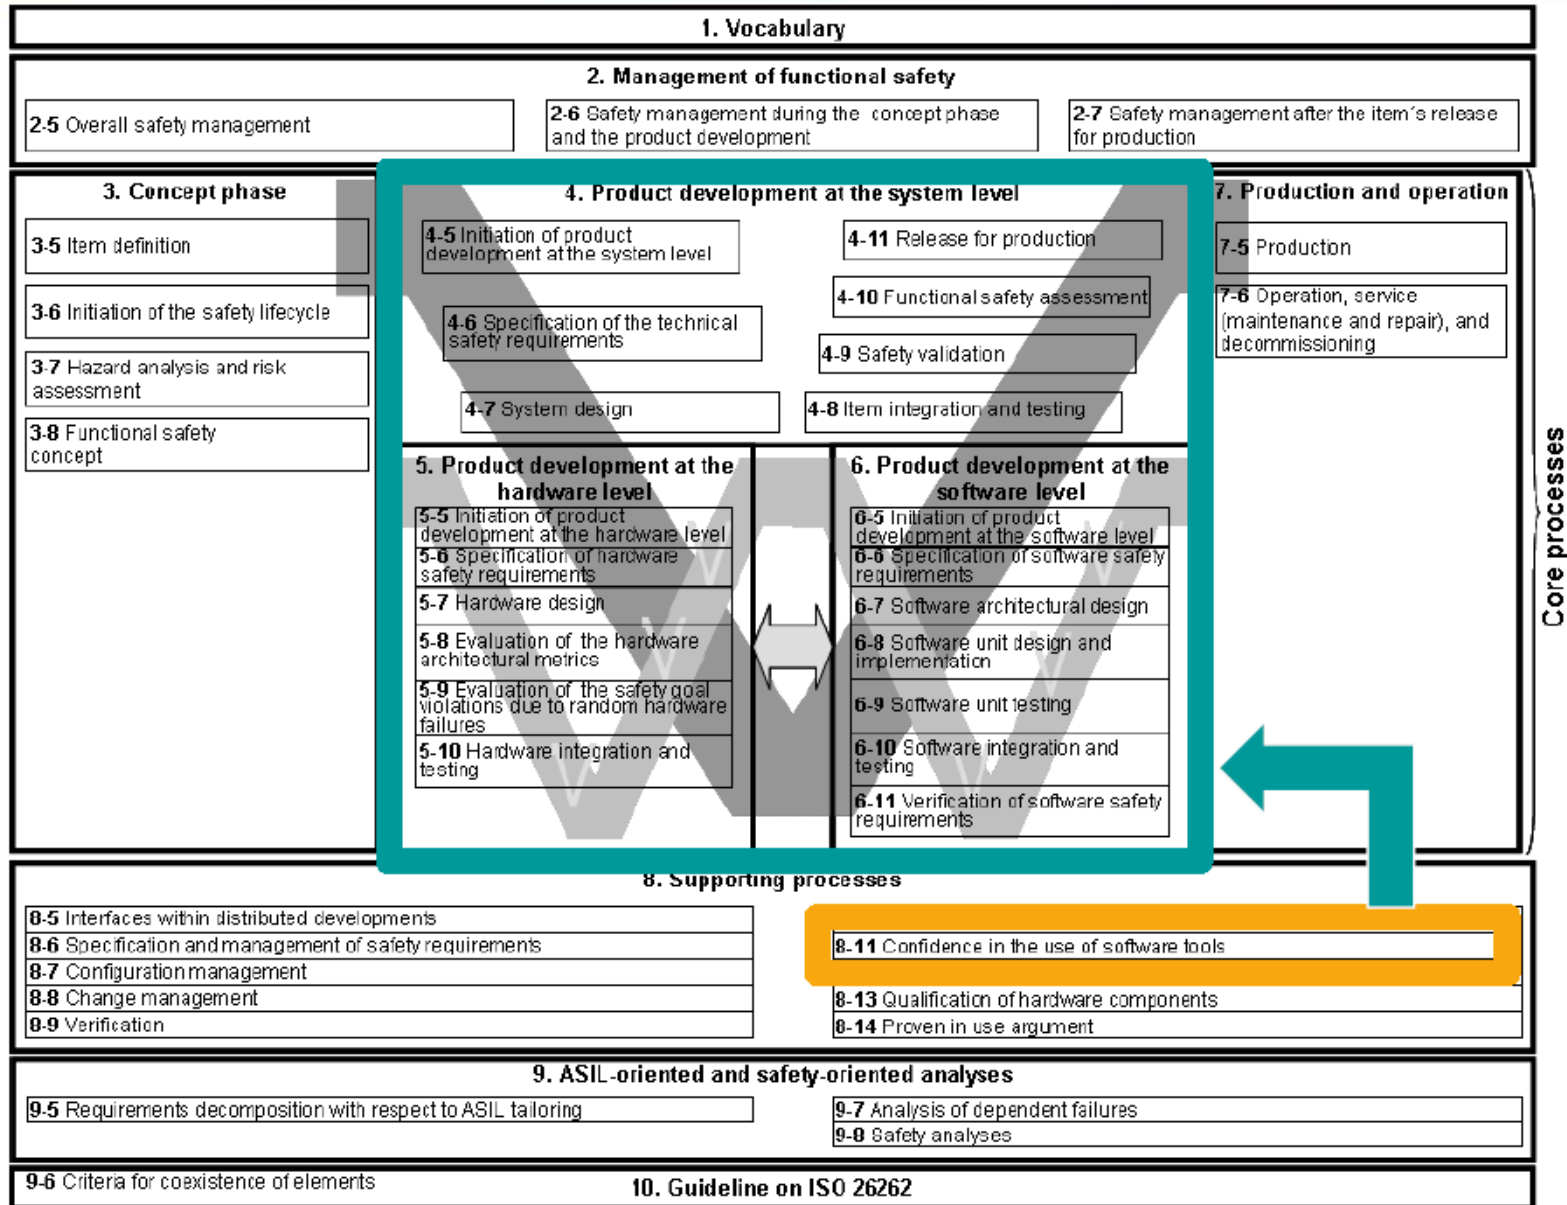 1. Vocabulary
2. Management of functional safety
2-5 Overall safety management
2-6 Safety management during the concept phase
and the product development
2-7 Safety management after the item´s release
for production
3. Concept phase
3-5 Item definition
3-6 Initiation of the safety lifecycle
3-7 Hazard analysis and risk
assessment
3-8 Functional safety
concept
4. Product development at the system level
4-5 Initiation of product
development at the system level
4-6 Specification of the technical
safety requirements
4-7 System design
4-11 Release for production
4-10 Functional safety assessment
4-9 Safety validation
4-8 Item integration and testing
7. Production and operation
7-5 Production
7-6 Operation, service
(maintenance and repair), and
decommissioning
5. Product development at the
hardware level
5-5 Initiation of product
development at the hardware level
5-6 Specification of hardware
safety requirements
5-7 Hardware design
5-8 Evaluation of the hardware
architectural metrics
5-9 Evaluation of the safety goal
violations due to random hardware
failures
5-10 Hardware integration and
testing
6. Product development at the
software level
6-5 Initiation of product
development at the software level
6-6 Specification of software safety
requirements
6-7 Software architectural design
6-8 Software unit design and
implementation
6-9 Software unit testing
6-10 Software integration and
testing
6-11 Verification of software safety
requirements
Core processes
8. Supporting processes
8-5 Interfaces within distributed developments
8-6 Specification and management of safety requirements
8-7 Configuration management
8-8 Change management
8-9 Verification
8-11 Confidence in the use of software tools
8-13 Qualification of hardware components
8-14 Proven in use argument
9. ASIL-oriented and safety-oriented analyses
9-5 Requirements decomposition with respect to ASIL tailoring
9-7 Analysis of dependent failures
9-8 Safety analyses
9-6 Criteria for coexistence of elements
10. Guideline on ISO 26262